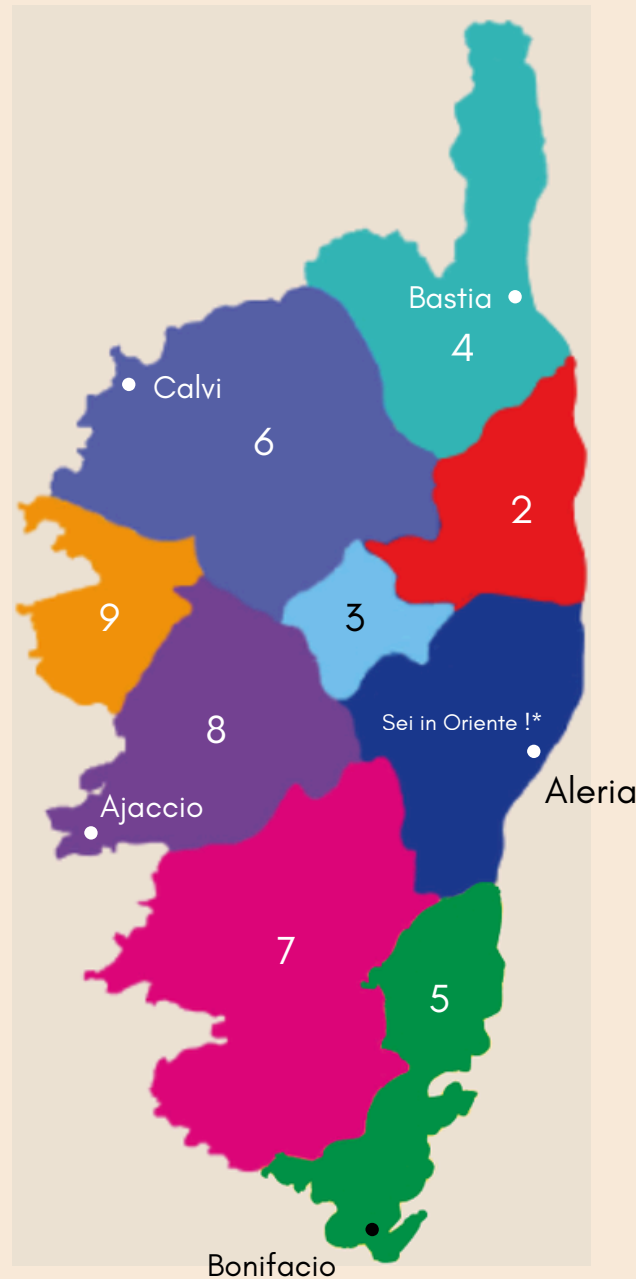 Bastia
4
Calvi
6
2
9
3
8
Sei in Oriente !*
Aleria
Ajaccio
7
5
Bonifacio